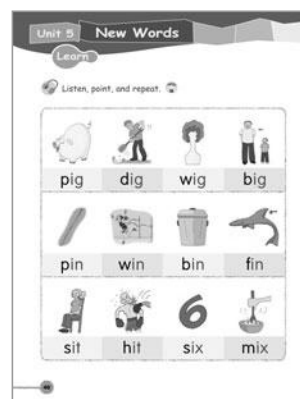 Unit 5 New Words
Learn
Listen, point, and repeat.
pig dig wig big
pin win bin fin
6
sit hit six mix